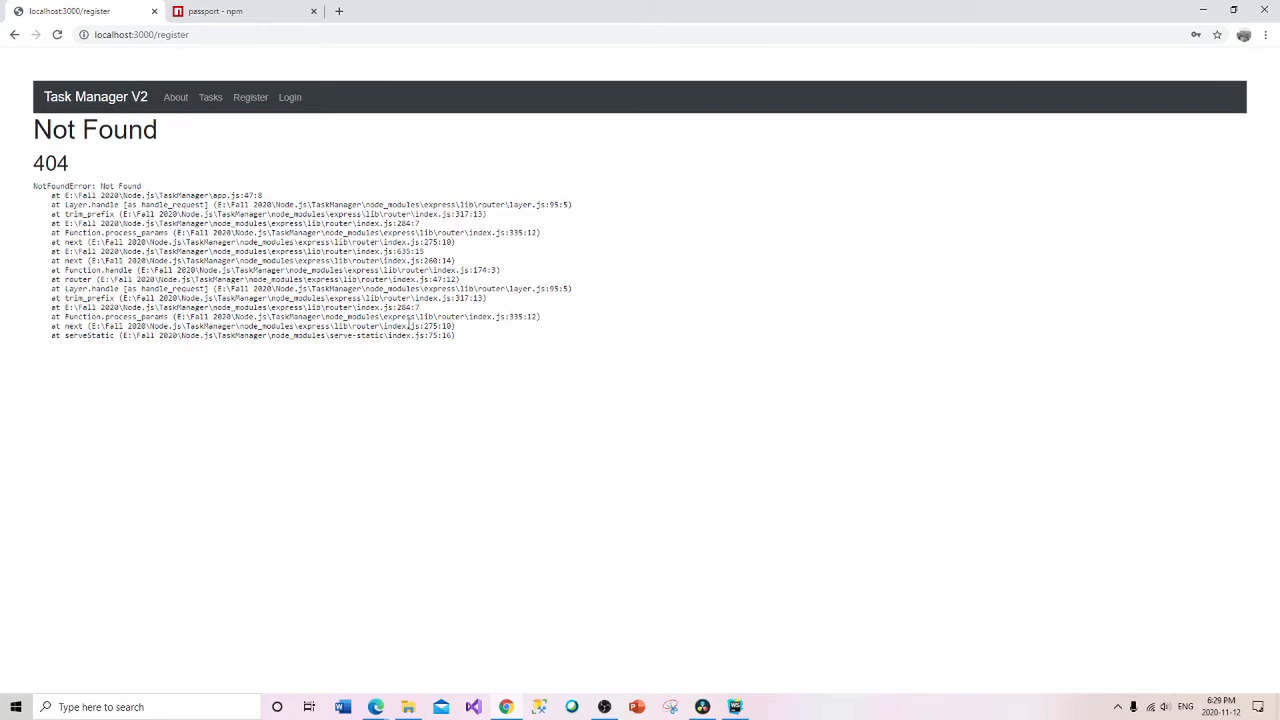 localhost:3000/register
passport - npm
localhost:3000/register
Task Manager V2 About Tasks Register Login
Not Found
404
NotFoundError: Not Found
at E:\Fall 2020\Node.js\TaskManager\app.js:47:8
at Layer.handle [as handle_request] (E:\Fall 2020\Node.js\TaskManager\node_modules\express\lib\router\layer.js:95:5)
at trim_prefix (E:\Fall 2020\Node.js\TaskManager\node_modules\express\lib\router\index.js:317:13)
at E:\Fall 2020\Node.js\TaskManager\node_modules\express\lib\router\index.js:284:7
at Function.process_params (E:\Fall 2020\Node.js\TaskManager\node_modules\express\lib\router\index.js:335:12)
at next (E:\Fall 2020\Node.js\TaskManager\node_modules\express\lib\router\index.js:275:10)
at E:\Fall 2020\Node.js\TaskManager\node_modules\express\lib\router\index.js:635:15
at next (E:\Fall 2020\Node.js\TaskManager\node_modules\express\lib\router\index.js:260:14)
at Function.handle (E:\Fall 2020\Node.js\TaskManager\node_modules\express\lib\router\index.js:174:3)
at router (E:\Fall 2020\Node.js\TaskManager\node_modules\express\lib\router\index.js:47:12)
at Layer.handle [as handle_request] (E:\Fall 2020\Node.js\TaskManager\node_modules\express\lib\router\layer.js:95:5)
at trim_prefix (E:\Fall 2020\Node.js\TaskManager\node_modules\express\lib\router\index.js:317:13)
at E:\Fall 2020\Node.js\TaskManager\node_modules\express\lib\router\index.js:284:7
at Function.process_params (E:\Fall 2020\Node.js\TaskManager\node_modules\express\lib\router\index.js:335:12)
at next (E:\Fall 2020\Node.js\TaskManager\node_modules\express\lib\router\index.js:275:10)
at serveStatic (E:\Fall 2020\Node.js\TaskManager\node_modules\serve-static\index.js:75:16)
Type here to search
ENG
6:29 PM
2020-11-12